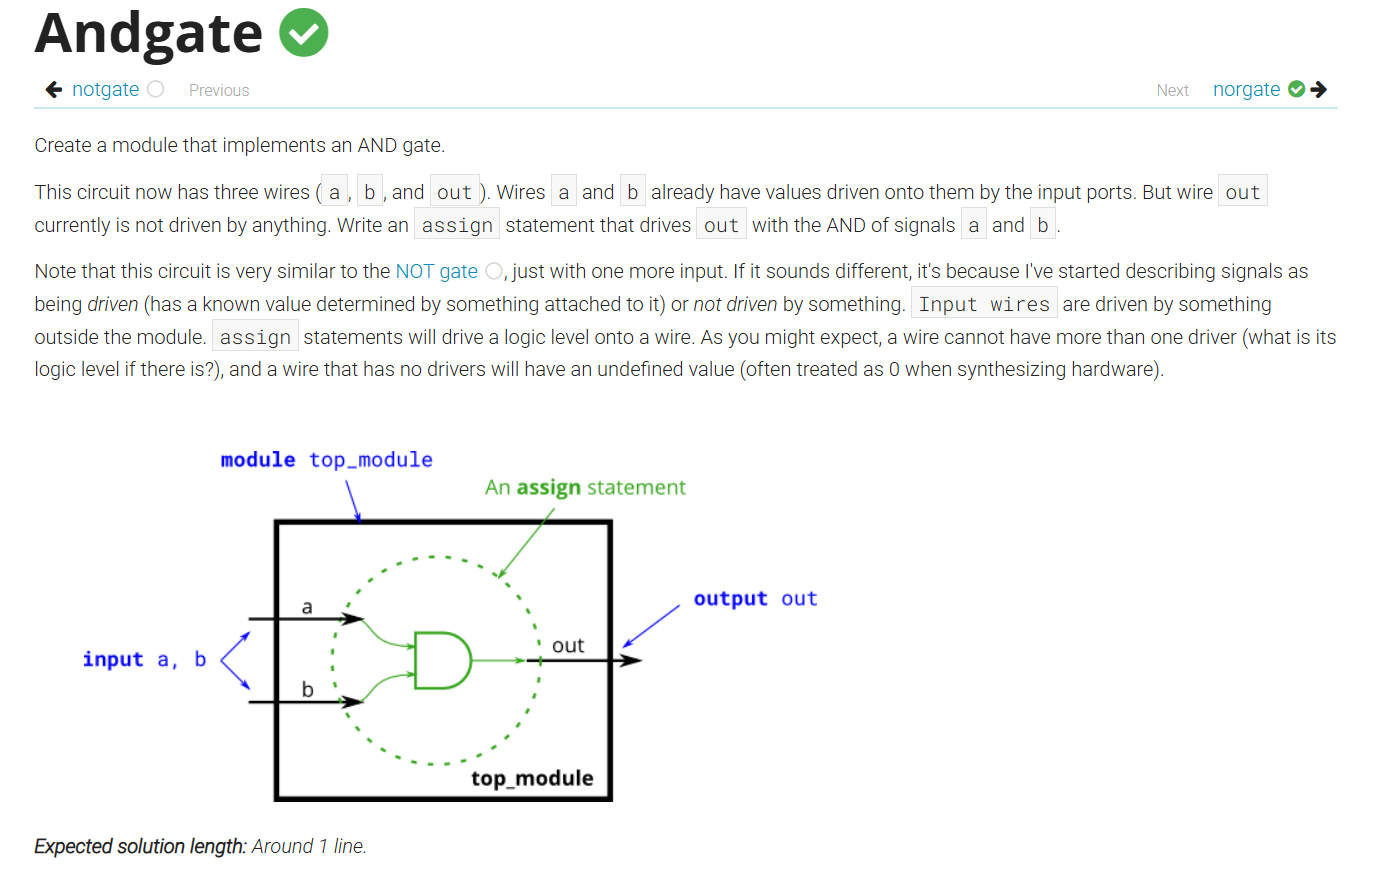 Andgate
notgate Previous
Next norgate
Create a module that implements an AND gate.
This circuit now has three wires ( a , b , and out ). Wires a and b already have values driven onto them by the input ports. But wire out
currently is not driven by anything. Write an assign statement that drives out with the AND of signals a and b .
Note that this circuit is very similar to the NOT gate , just with one more input. If it sounds different, it's because I've started describing signals as
being driven (has a known value determined by something attached to it) or not driven by something. Input wires are driven by something
outside the module. assign statements will drive a logic level onto a wire. As you might expect, a wire cannot have more than one driver (what is its
logic level if there is?), and a wire that has no drivers will have an undefined value (often treated as 0 when synthesizing hardware).
module top_module
An assign statement
output out
a
out
input a, b
b
top_module
Expected solution length: Around 1 line.